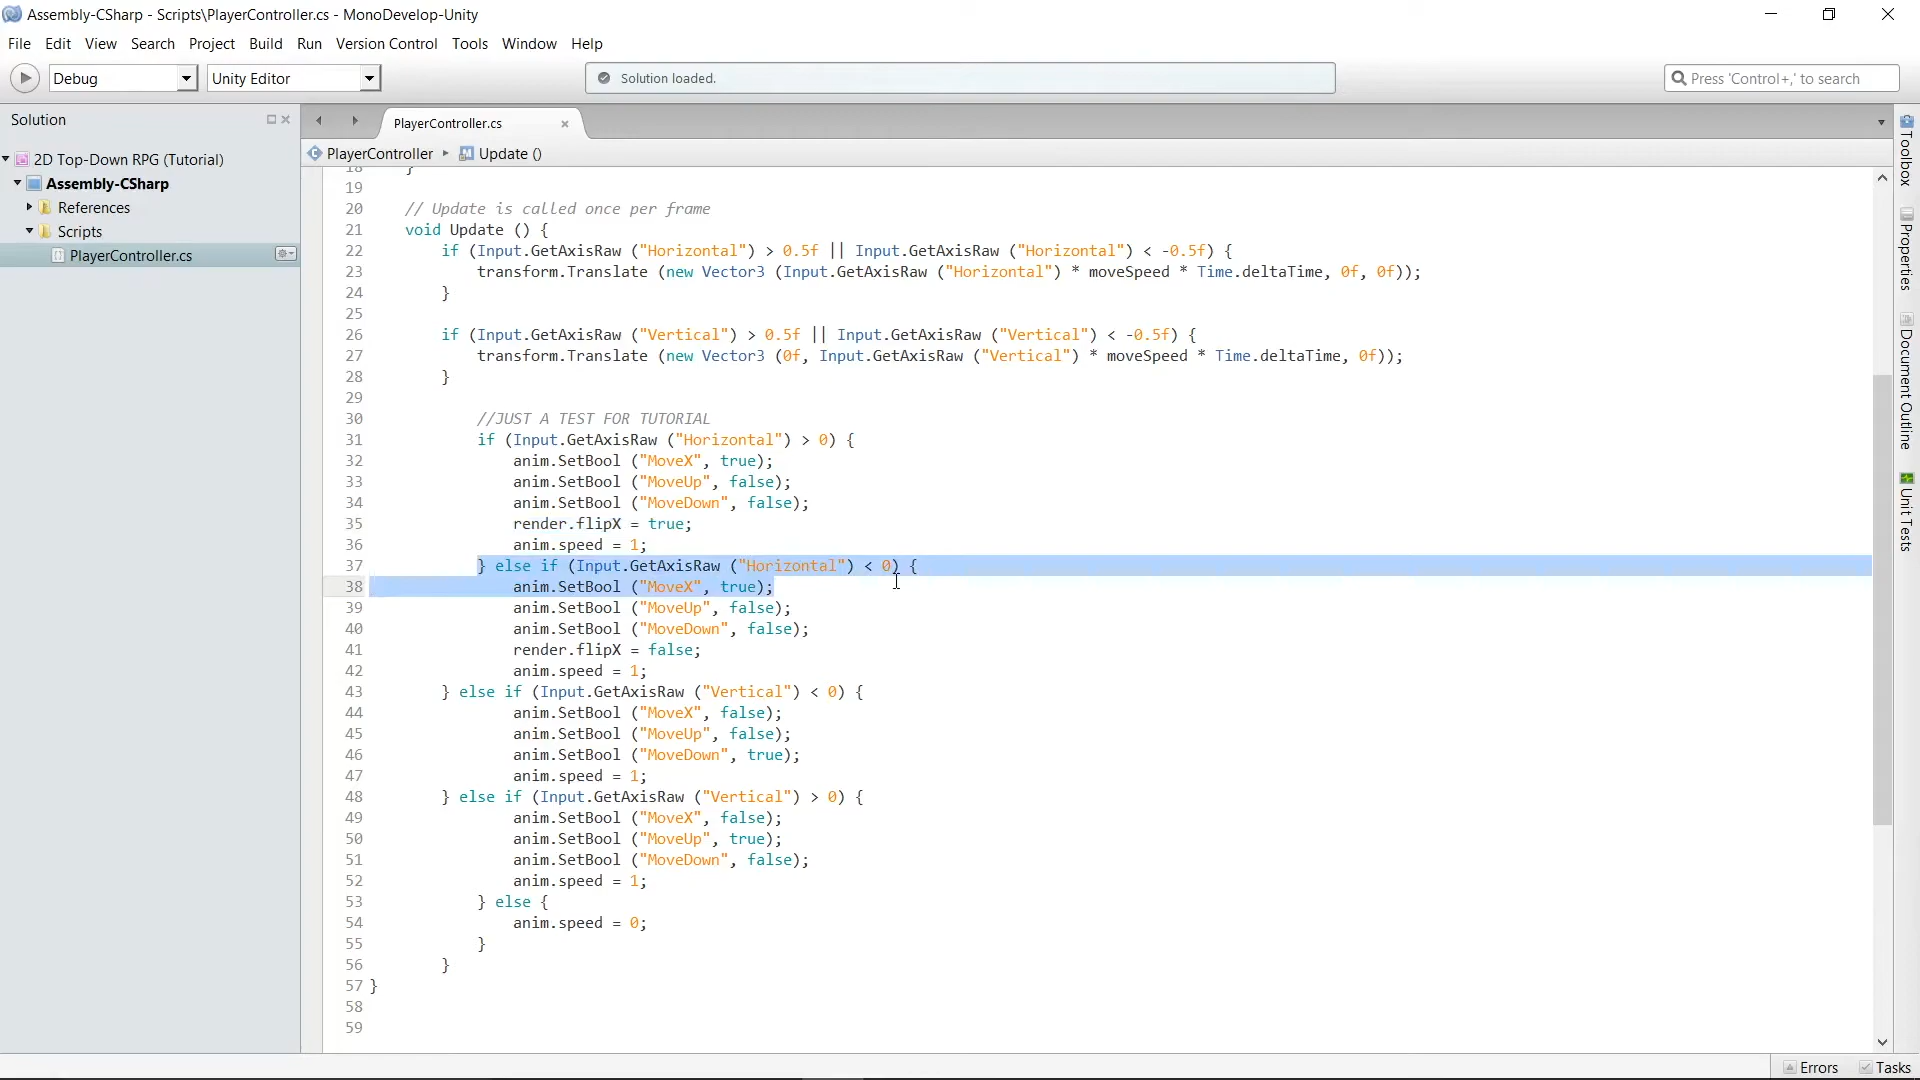 Assembly-CSharp - Scripts\PlayerController.cs - MonoDevelop-Unity
File Edit View Search Project Build Run Version Control Tools Window Help
Debug Unity Editor Solution loaded. Press 'Control+,' to search
Solution
PlayerController.cs
PlayerController Update ()
2D Top-Down RPG (Tutorial)
Assembly-CSharp
References
Scripts
PlayerController.cs
18 }
19
20 // Update is called once per frame
21 void Update () {
22 if (Input.GetAxisRaw ("Horizontal") > 0.5f || Input.GetAxisRaw ("Horizontal") < -0.5f) {
23 transform.Translate (new Vector3 (Input.GetAxisRaw ("Horizontal") * moveSpeed * Time.deltaTime, 0f, 0f));
24 }
25
26 if (Input.GetAxisRaw ("Vertical") > 0.5f || Input.GetAxisRaw ("Vertical") < -0.5f) {
27 transform.Translate (new Vector3 (0f, Input.GetAxisRaw ("Vertical") * moveSpeed * Time.deltaTime, 0f));
28 }
29
30 //JUST A TEST FOR TUTORIAL
31 if (Input.GetAxisRaw ("Horizontal") > 0) {
32 anim.SetBool ("MoveX", true);
33 anim.SetBool ("MoveUp", false);
34 anim.SetBool ("MoveDown", false);
35 render.flipX = true;
36 anim.speed = 1;
37 } else if (Input.GetAxisRaw ("Horizontal") < 0) {
38 anim.SetBool ("MoveX", true);
39 anim.SetBool ("MoveUp", false);
40 anim.SetBool ("MoveDown", false);
41 render.flipX = false;
42 anim.speed = 1;
43 } else if (Input.GetAxisRaw ("Vertical") < 0) {
44 anim.SetBool ("MoveX", false);
45 anim.SetBool ("MoveUp", false);
46 anim.SetBool ("MoveDown", true);
47 anim.speed = 1;
48 } else if (Input.GetAxisRaw ("Vertical") > 0) {
49 anim.SetBool ("MoveX", false);
50 anim.SetBool ("MoveUp", true);
51 anim.SetBool ("MoveDown", false);
52 anim.speed = 1;
53 } else {
54 anim.speed = 0;
55 }
56 }
57 }
58
59
Toolbox
Properties
Document Outline
Unit Tests
Errors Tasks